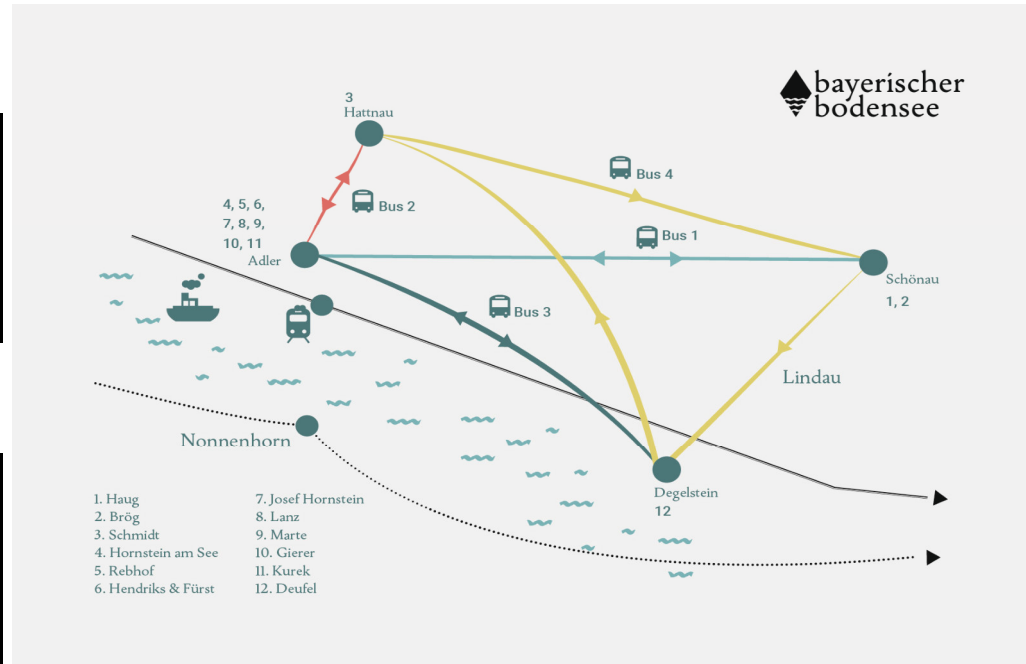 bayerischer
bodensee
3
Hattnau
Bus 4
Bus 2
4, 5, 6,
7, 8, 9,
10, 11
Adler
Bus 1
Schönau
1, 2
Bus 3
Lindau
Nonnenhorn
Degelstein
12
1. Haug
2. Brög
3. Schmidt
4. Hornstein am See
5. Rebhof
6. Hendriks & Fürst
7. Josef Hornstein
8. Lanz
9. Marte
10. Gierer
11. Kurek
12. Deufel